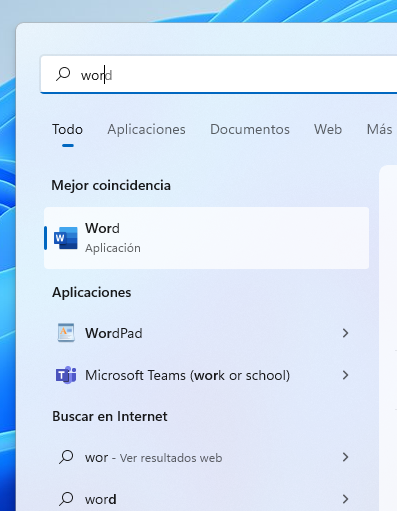 word
Todo Aplicaciones Documentos Web Más
Mejor coincidencia
Word
Aplicación
Aplicaciones
WordPad
Microsoft Teams (work or school)
Buscar en Internet
wor - Ver resultados web
word